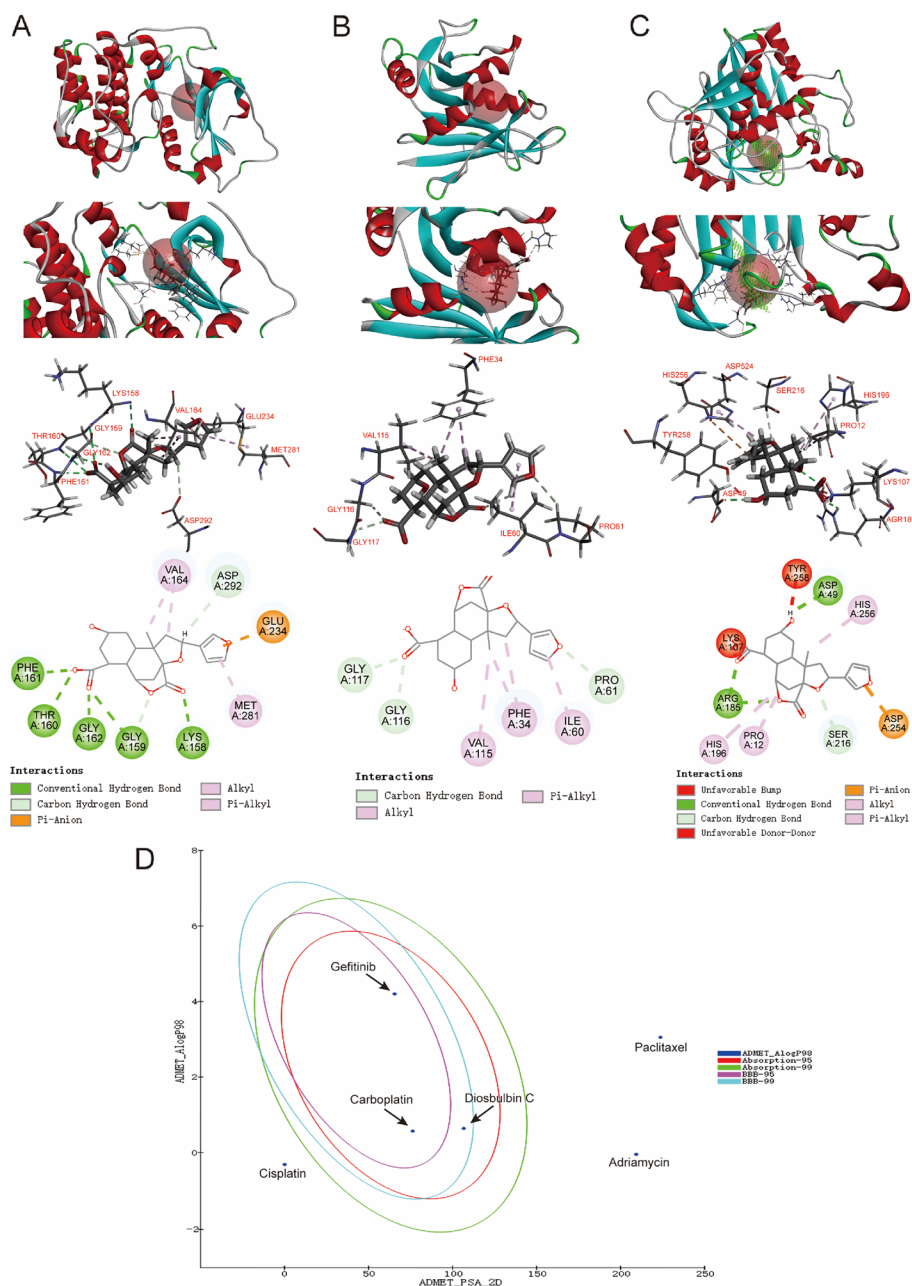 A
B
C
LYS158
GLY159
THR160
GLY162
PHE161
VAL164
GLU234
MET281
ASP292
PHE34
VAL115
GLY116
GLY117
ILE60
PRO61
HIS256
ASP524
SER216
HIS195
TYR258
PRO12
ASP49
LYS107
AGR18
VAL
A:164
ASP
A:292
GLU
A:234
PHE
A:161
MET
A:281
THR
A:160
GLY
A:162
GLY
A:159
LYS
A:158
H
Interactions
Conventional Hydrogen Bond
Carbon Hydrogen Bond
Pi-Anion
Alkyl
Pi-Alkyl
GLY
A:117
GLY
A:116
VAL
A:115
PHE
A:34
ILE
A:60
PRO
A:61
Interactions
Carbon Hydrogen Bond
Alkyl
Pi-Alkyl
TYR
A:258
ASP
A:49
HIS
A:256
LYS
A:107
ARG
A:185
HIS
A:196
PRO
A:12
SER
A:216
ASP
A:254
H
Interactions
Unfavorable Bump
Conventional Hydrogen Bond
Carbon Hydrogen Bond
Unfavorable Donor-Donor
Pi-Anion
Alkyl
Pi-Alkyl
D
8
6
4
2
0
-2
ADMET_AlogP98
Gefitinib
Paclitaxel
Carboplatin
Diosbulbin C
Cisplatin
Adriamycin
ADMET_AlogP98
Absorption-95
Absorption-99
BBB-95
BBB-99
0 50 100 150 200 250
ADMET_PSA_2D